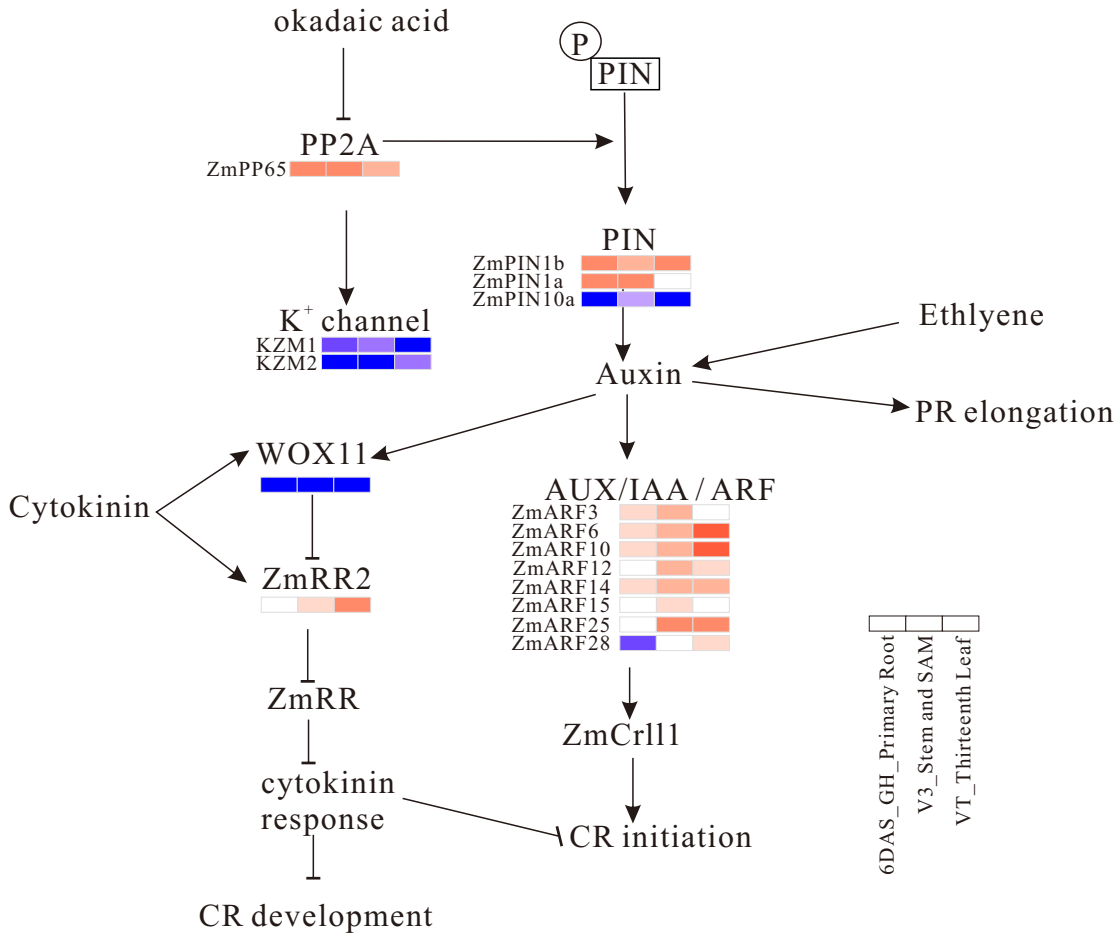 okadaic acid
P
PIN
PP2A
ZmPP65
PIN
ZmPIN1b
ZmPIN1a
ZmPIN10a
K+ channel
KZM1
KZM2
Ethlyene
Auxin
PR elongation
WOX11
Cytokinin
AUX/IAA / ARF
ZmARF3
ZmARF6
ZmARF10
ZmARF12
ZmARF14
ZmARF15
ZmARF25
ZmARF28
ZmRR2
ZmRR
ZmCrll1
cytokinin
response
CR initiation
CR development
6DAS_GH_Primary Root
V3_Stem and SAM
VT_Thirteenth Leaf